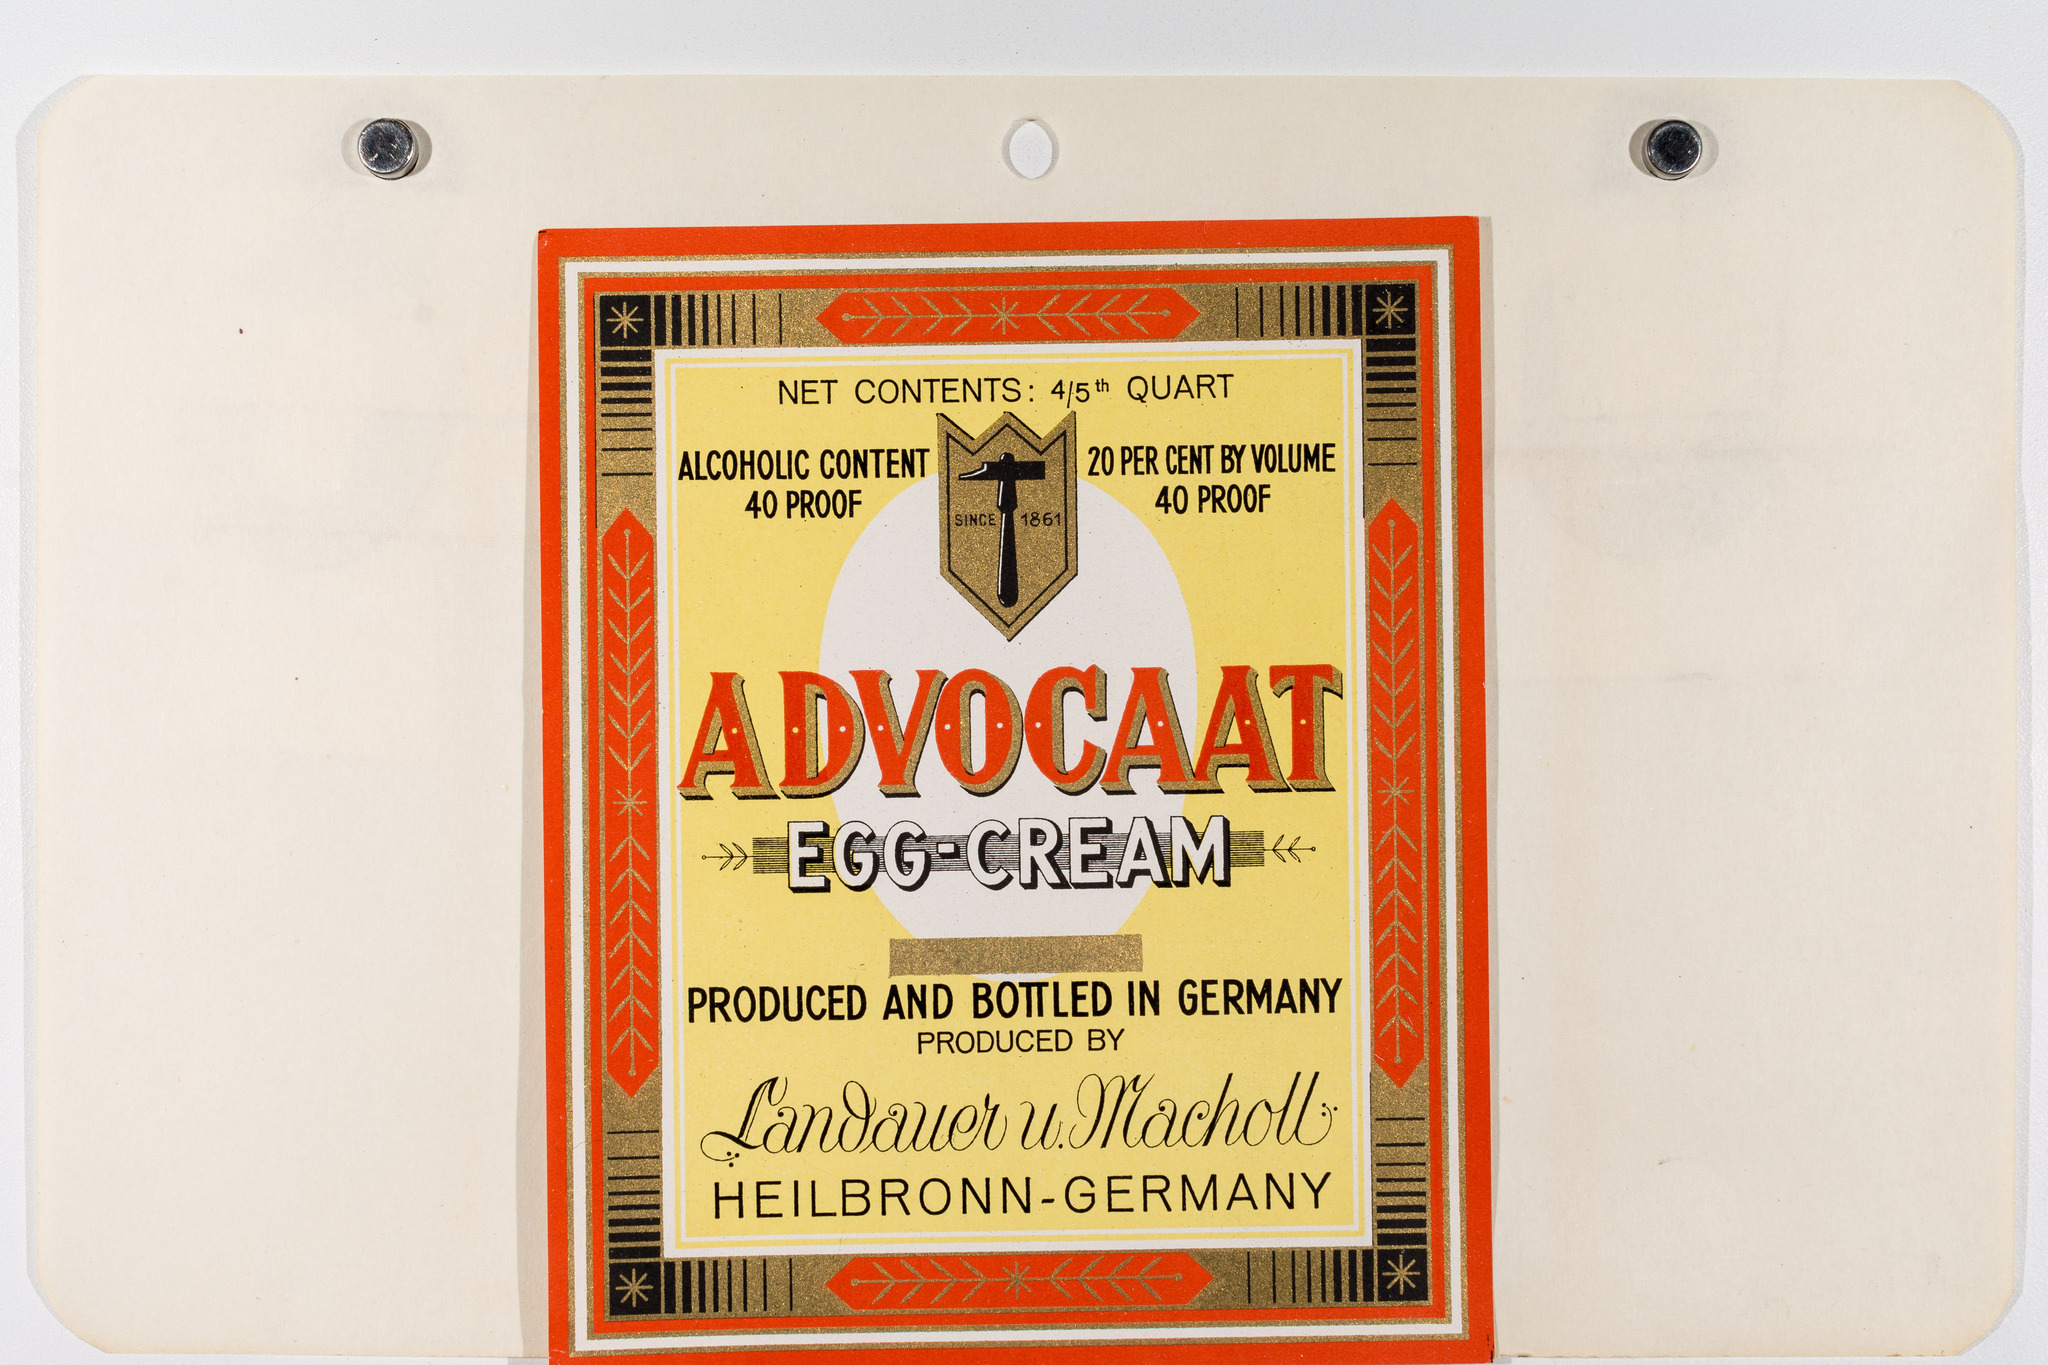 NET CONTENTS: 4/5th QUART
ALCOHOLIC CONTENT
40 PROOF
20 PER CENT BY VOLUME
40 PROOF
SINCE 1861
ADVOCAAT
EGG-CREAM
PRODUCED AND BOTTLED IN GERMANY
PRODUCED BY
Landauer u. Macholl
HEILBRONN-GERMANY